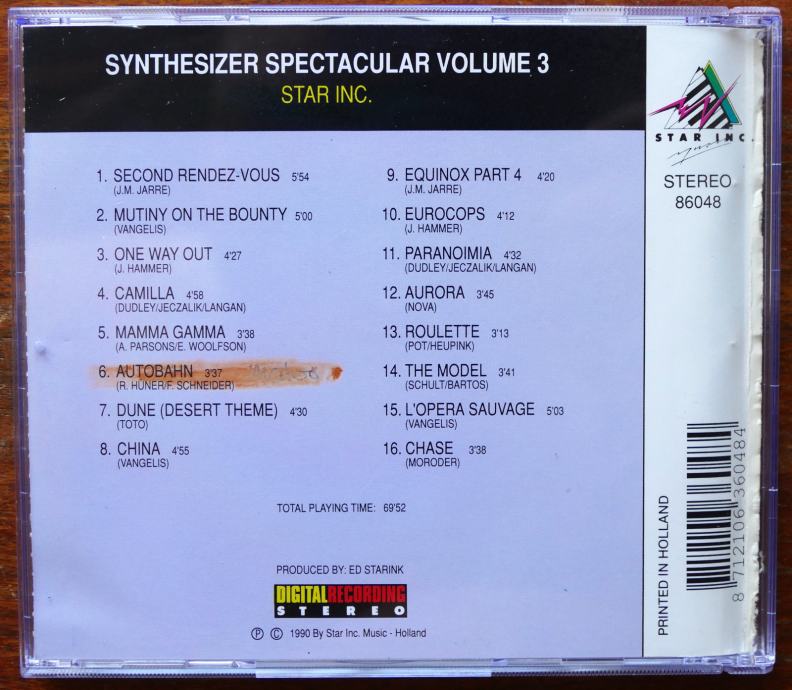 SYNTHESIZER SPECTACULAR VOLUME 3
STAR INC.
1. SECOND RENDEZ-VOUS 5'54
(J.M. JARRE)
2. MUTINY ON THE BOUNTY 5'00
(VANGELIS)
3. ONE WAY OUT 4'27
(J. HAMMER)
4. CAMILLA 4'58
(DUDLEY/JECZALIK/LANGAN)
5. MAMMA GAMMA 3'38
(A. PARSONS/E. WOOLFSON)
6. AUTOBAHN 3'37
(R. HÜNER/F. SCHNEIDER)
7. DUNE (DESERT THEME) 4'30
(TOTO)
8. CHINA 4'55
(VANGELIS)
9. EQUINOX PART 4 4'20
(J.M. JARRE)
10. EUROCOPS 4'12
(J. HAMMER)
11. PARANOIMIA 4'32
(DUDLEY/JECZALIK/LANGAN)
12. AURORA 3'45
(NOVA)
13. ROULETTE 3'13
(POT/HEUPINK)
14. THE MODEL 3'41
(SCHULT/BARTOS)
15. L'OPERA SAUVAGE 5'03
(VANGELIS)
16. CHASE 3'38
(MORODER)
TOTAL PLAYING TIME: 69'52
PRODUCED BY: ED STARINK
DIGITAL RECORDING
STEREO
Ⓟ © 1990 By Star Inc. Music - Holland
STAR INC.
STEREO
86048
PRINTED IN HOLLAND
8 712106 360484